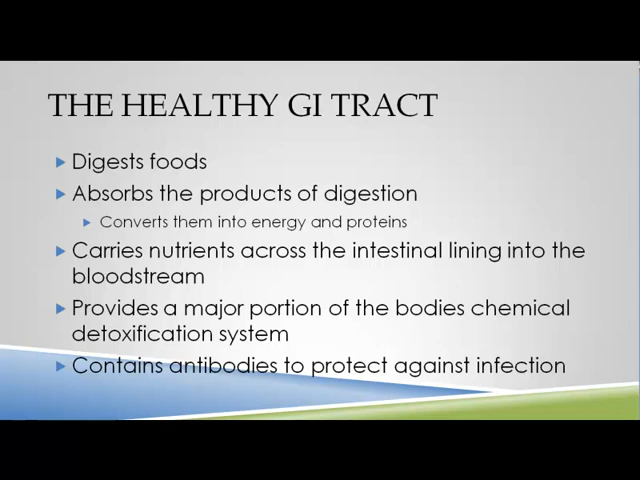 THE HEALTHY GI TRACT
Digests foods
Absorbs the products of digestion
Converts them into energy and proteins
Carries nutrients across the intestinal lining into the
bloodstream
Provides a major portion of the bodies chemical
detoxification system
Contains antibodies to protect against infection